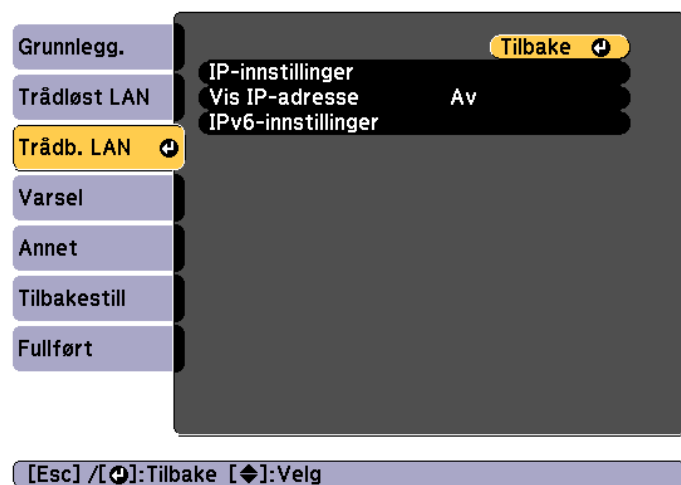 Grunnlegg.
Trådløst LAN
Trådb. LAN
Varsel
Annet
Tilbakestill
Fullført
Tilbake
IP-innstillinger
Vis IP-adresse Av
IPv6-innstillinger
[Esc] /[⏎]:Tilbake [◆]:Velg